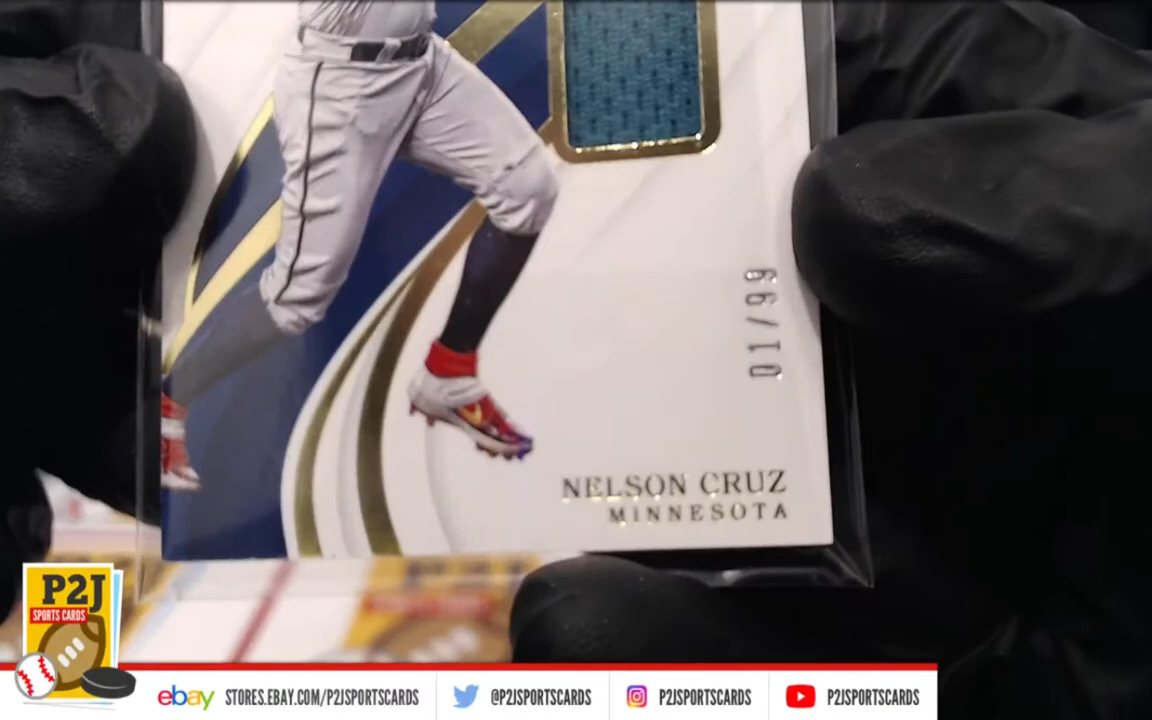 01/99
NELSON CRUZ
MINNESOTA
P2J
SPORTS CARDS
ebay STORES.EBAY.COM/P2JSPORTSCARDS @P2JSPORTSCARDS P2JSPORTSCARDS P2JSPORTSCARDS